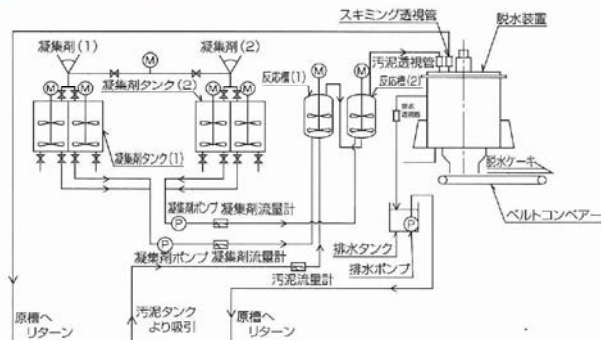 スキミング透視管
脱水装置
凝集剤(1)
凝集剤(2)
M
汚泥透視管
凝集剤タンク(2)
反応槽(1)
M
M
反応槽(2)
M
M
M
M
排水
透視管
凝集剤タンク(1)
脱水ケーキ
凝集剤ポンプ
凝集剤流量計
P
ベルトコンベアー
P
P
凝集剤ポンプ
凝集剤流量計
排水タンク
汚泥流量計
排水ポンプ
原槽へ
リターン
汚泥タンク
より吸引
原槽へ
リターン